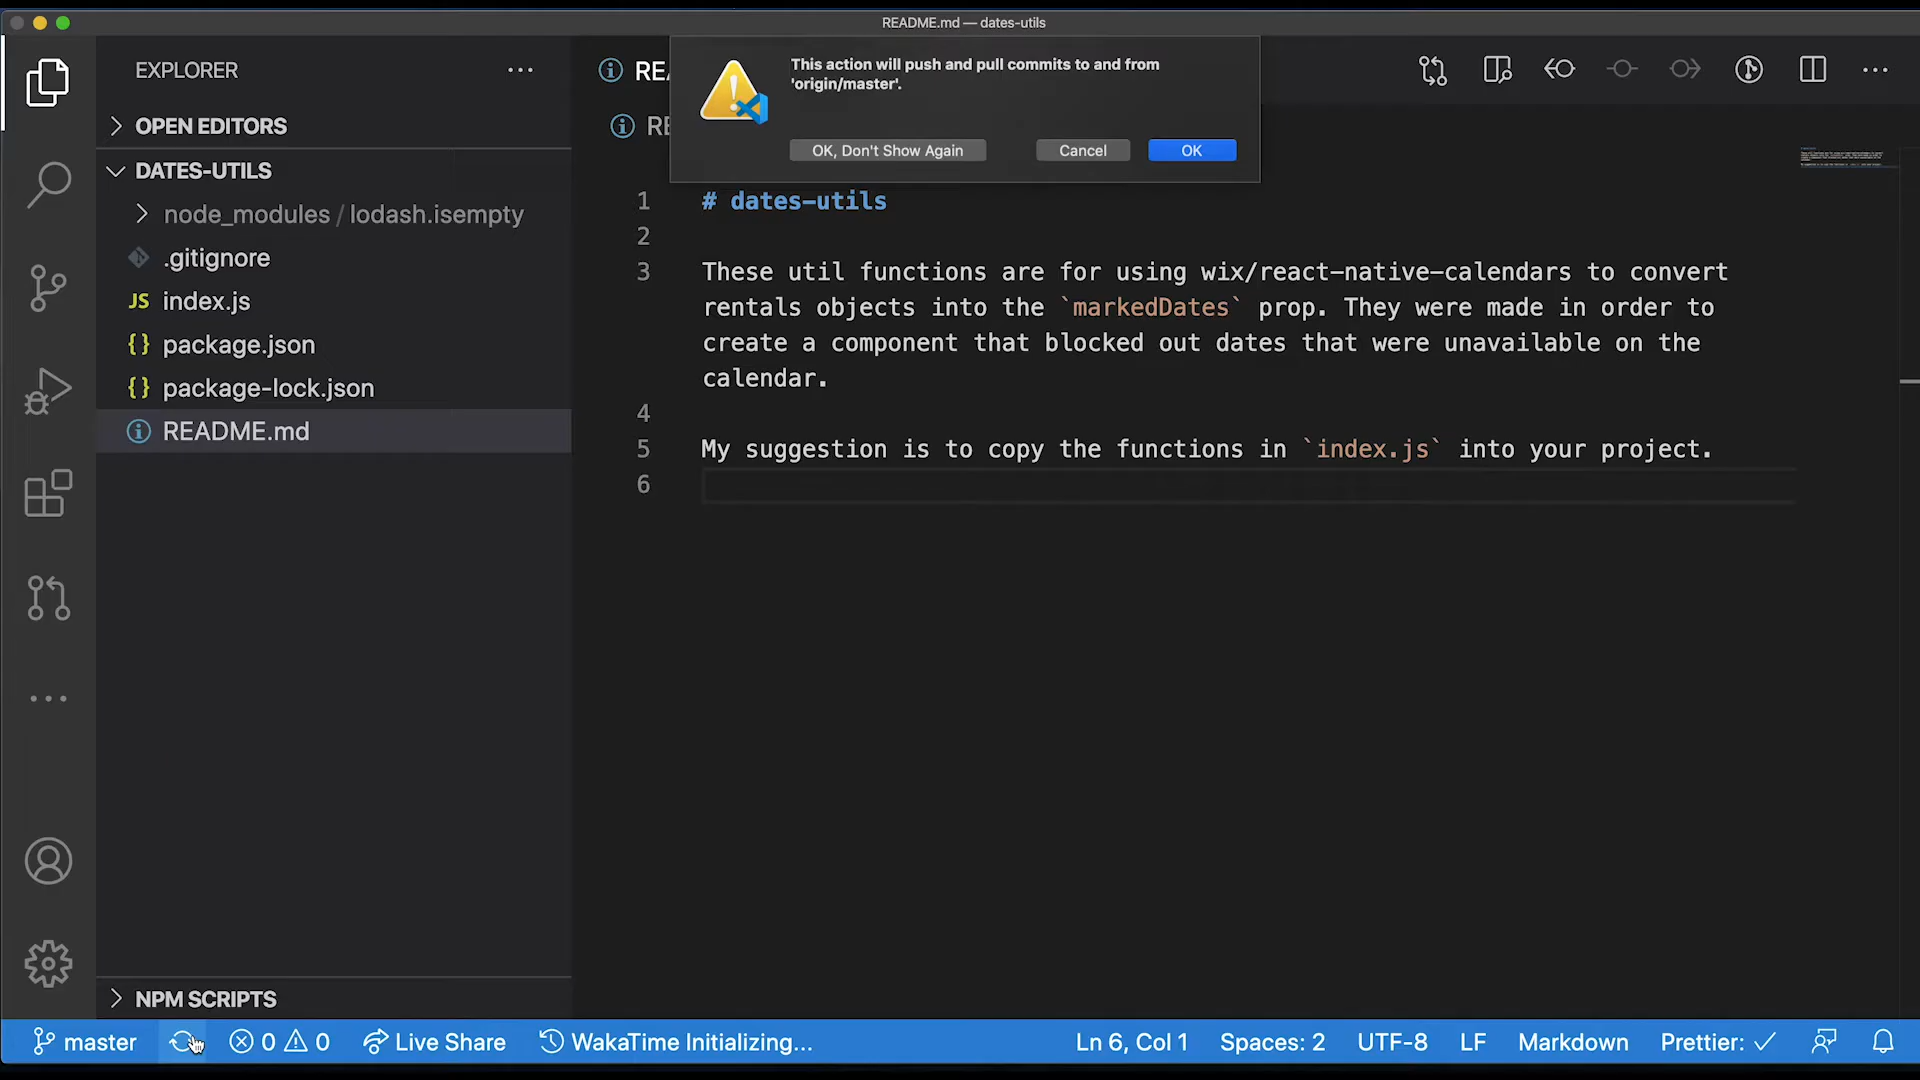 README.md — dates-utils
EXPLORER
OPEN EDITORS
DATES-UTILS
node_modules / lodash.isempty
.gitignore
JS index.js
{} package.json
{} package-lock.json
README.md
NPM SCRIPTS
REA
RE
This action will push and pull commits to and from
'origin/master'.
OK, Don't Show Again
Cancel
OK
1 # dates-utils
2
3 These util functions are for using wix/react-native-calendars to convert
rentals objects into the `markedDates` prop. They were made in order to
create a component that blocked out dates that were unavailable on the
calendar.
4
5 My suggestion is to copy the functions in `index.js` into your project.
6
master 0 0 Live Share WakaTime Initializing... Ln 6, Col 1 Spaces: 2 UTF-8 LF Markdown Prettier: ✓